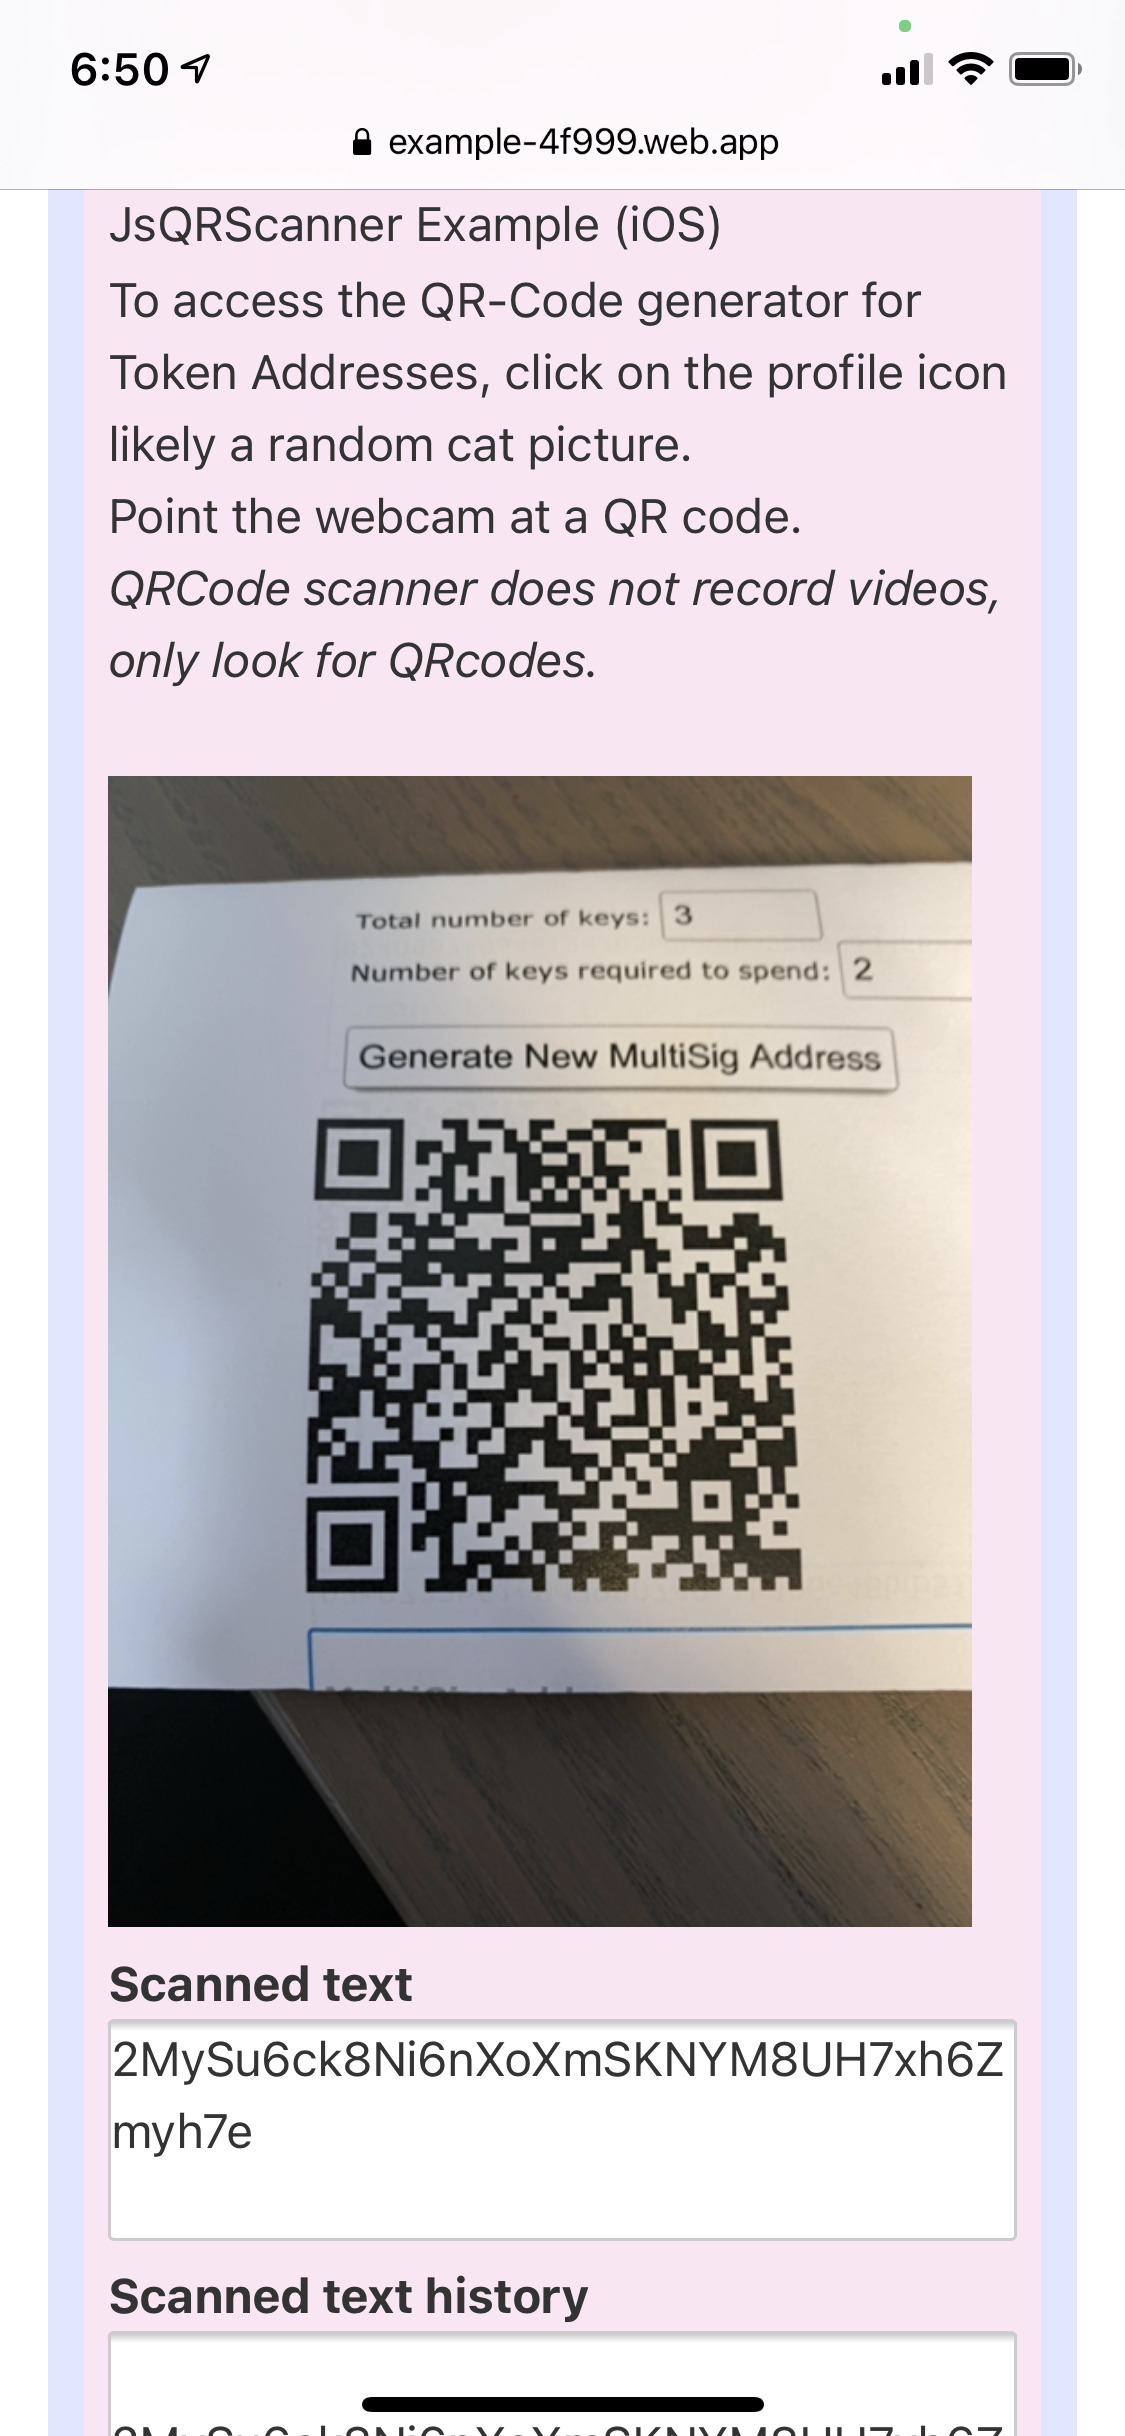 6:50
example-4f999.web.app
JsQRScanner Example (iOS)
To access the QR-Code generator for
Token Addresses, click on the profile icon
likely a random cat picture.
Point the webcam at a QR code.
QRCode scanner does not record videos,
only look for QRcodes.
Total number of keys: 3
Number of keys required to spend: 2
Generate New MultiSig Address
Scanned text
2MySu6ck8Ni6nXoXmSKNYM8UH7xh6Z
myh7e
Scanned text history